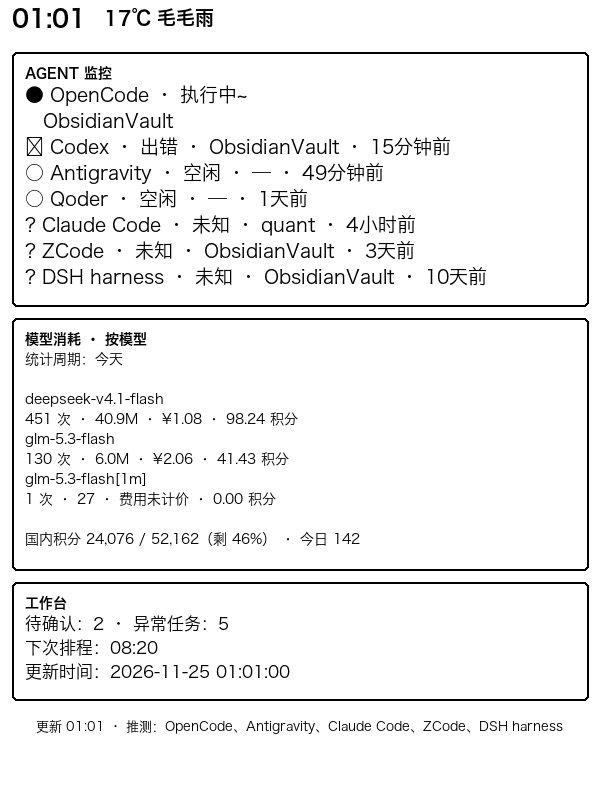 01:01 17℃ 毛毛雨
AGENT 监控
● OpenCode · 执行中~
ObsidianVault
☒ Codex · 出错 · ObsidianVault · 15分钟前
○ Antigravity · 空闲 · — · 49分钟前
○ Qoder · 空闲 · — · 1天前
? Claude Code · 未知 · quant · 4小时前
? ZCode · 未知 · ObsidianVault · 3天前
? DSH harness · 未知 · ObsidianVault · 10天前
模型消耗 · 按模型
统计周期：今天
deepseek-v4.1-flash
451 次 · 40.9M · ¥1.08 · 98.24 积分
glm-5.3-flash
130 次 · 6.0M · ¥2.06 · 41.43 积分
glm-5.3-flash[1m]
1 次 · 27 · 费用未计价 · 0.00 积分
国内积分 24,076 / 52,162（剩 46%） · 今日 142
工作台
待确认：2 · 异常任务：5
下次排程：08:20
更新时间：2026-11-25 01:01:00
更新 01:01 · 推测：OpenCode、Antigravity、Claude Code、ZCode、DSH harness